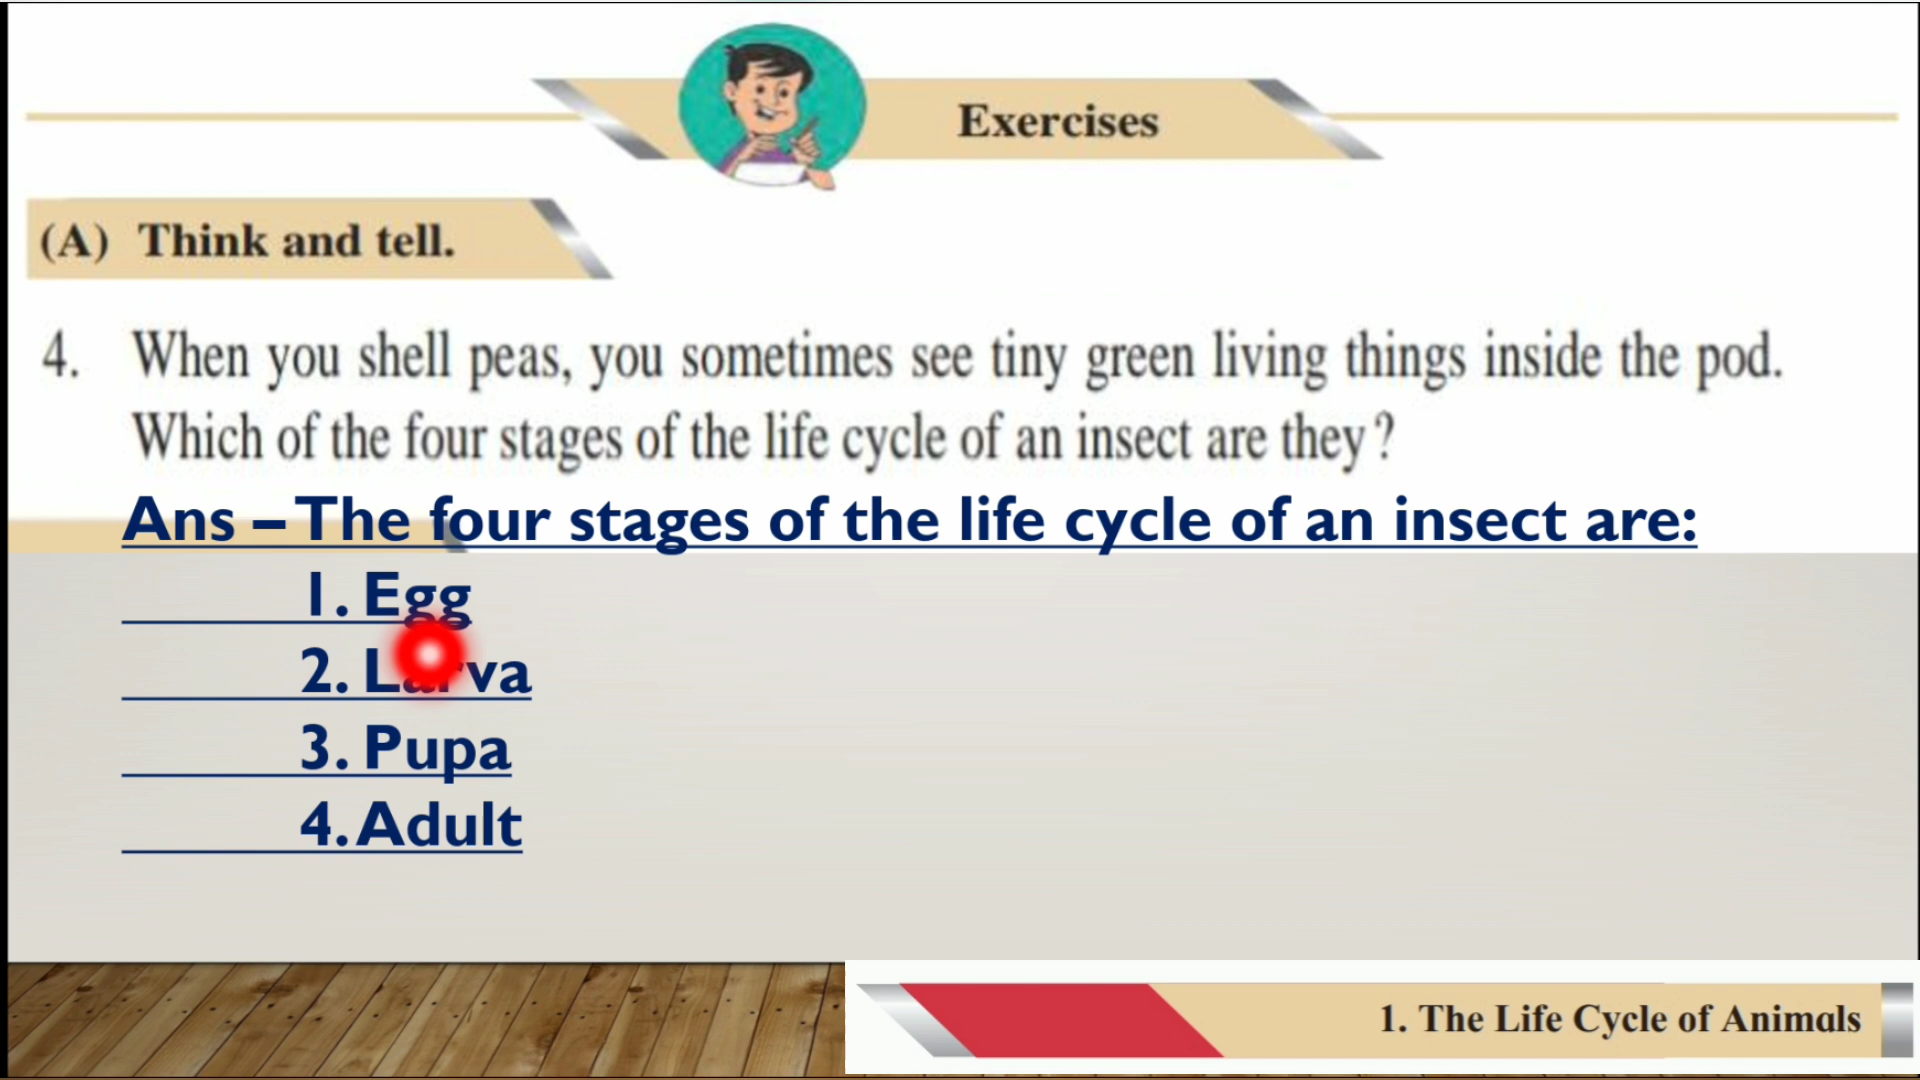 Exercises
(A) Think and tell.
4. When you shell peas, you sometimes see tiny green living things inside the pod.
Which of the four stages of the life cycle of an insect are they?
Ans – The four stages of the life cycle of an insect are:
1. Egg
2. Larva
3. Pupa
4. Adult
1. The Life Cycle of Animals